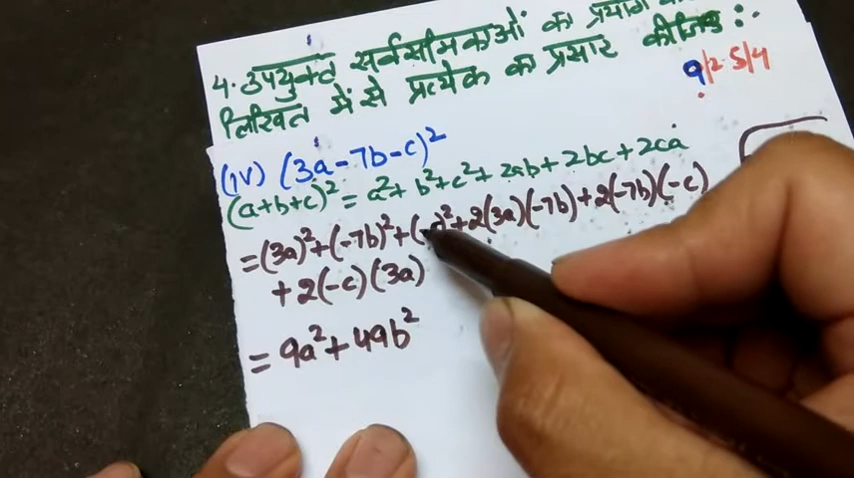 4. उपयुक्त सर्वसमिकाओं का प्रयोग
लिखित में से प्रत्येक का प्रसार कीजिए :-
9/2.5/4
(iv) (3a-7b-c)²
(a+b+c)² = a²+b²+c²+2ab+2bc+2ca
=(3a)²+(-7b)²+( )²+2(3a)(-7b)+2(-7b)(-c)
+2(-c)(3a)
= 9a²+49b²